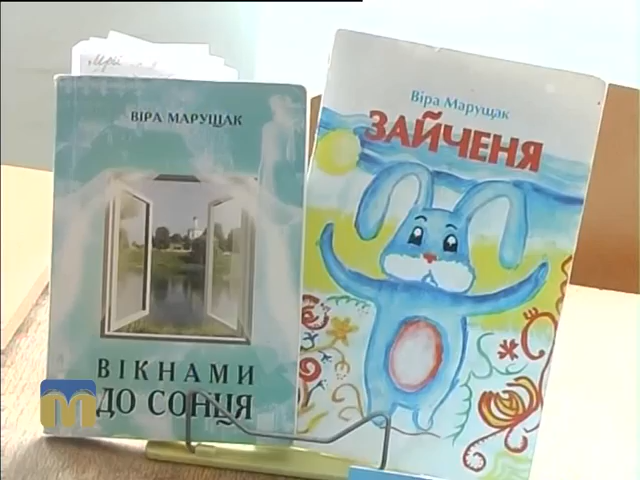 ВІРА МАРУЩАК
ВІКНАМИ
ДО СОНЦЯ
Віра Марущак
ЗАЙЧЕНЯ